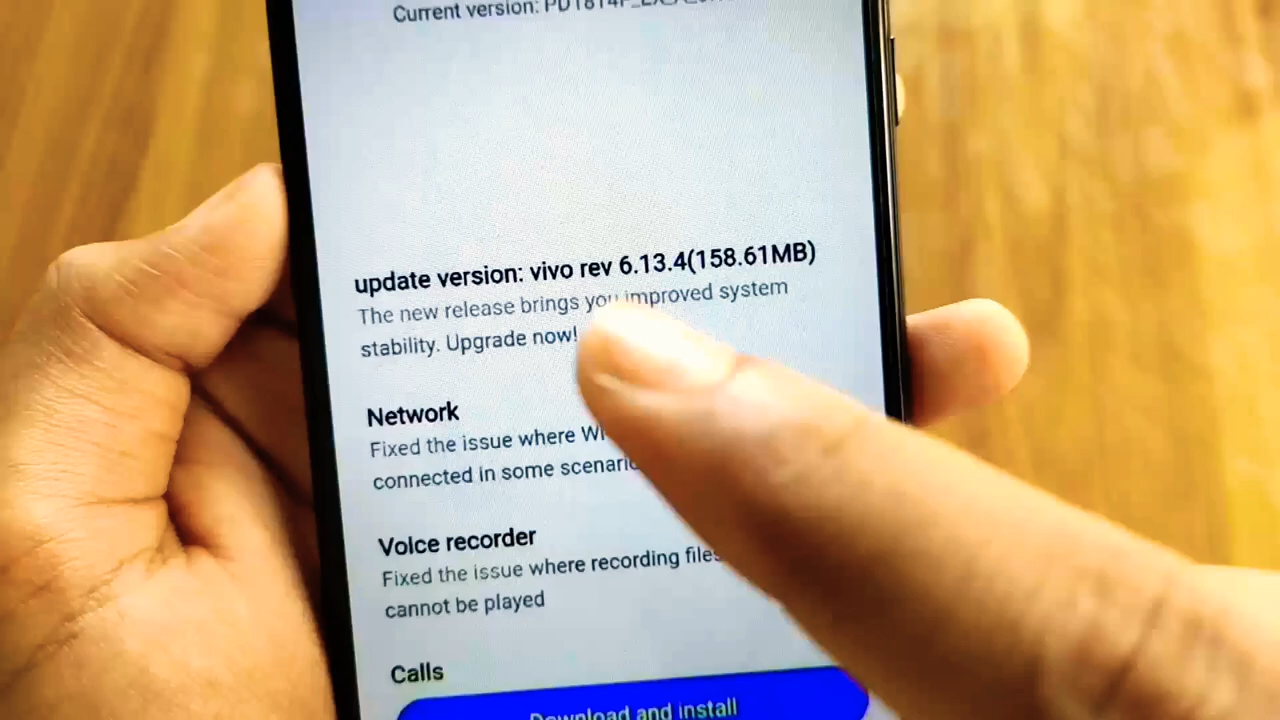 Current version:
update version: vivo rev 6.13.4(158.61MB)
The new release brings you improved system
stability. Upgrade now!
Network
Fixed the issue where
connected in some
Voice recorder
Fixed the issue where recording files
cannot be played
Calls
Download and install